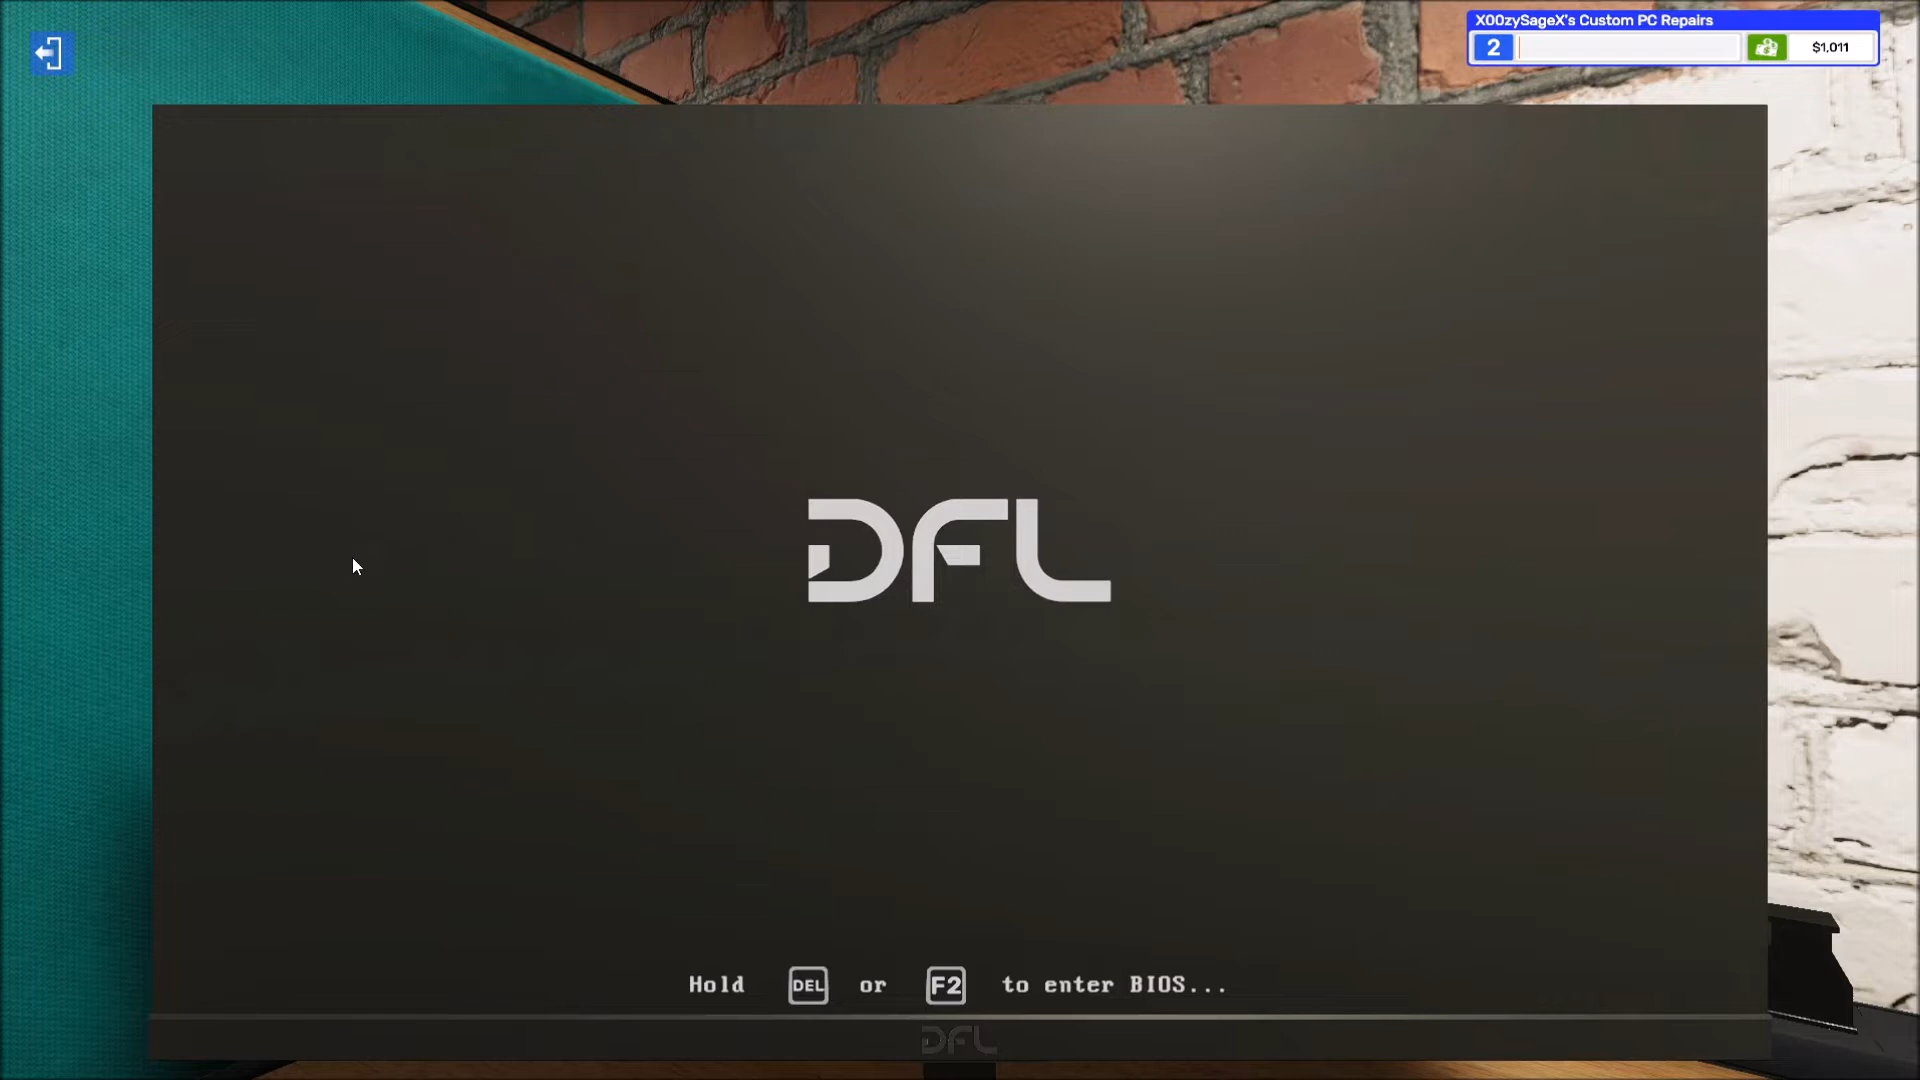 X00zySageX's Custom PC Repairs
2
$1,011
DFL
Hold DEL or F2 to enter BIOS...
DFL